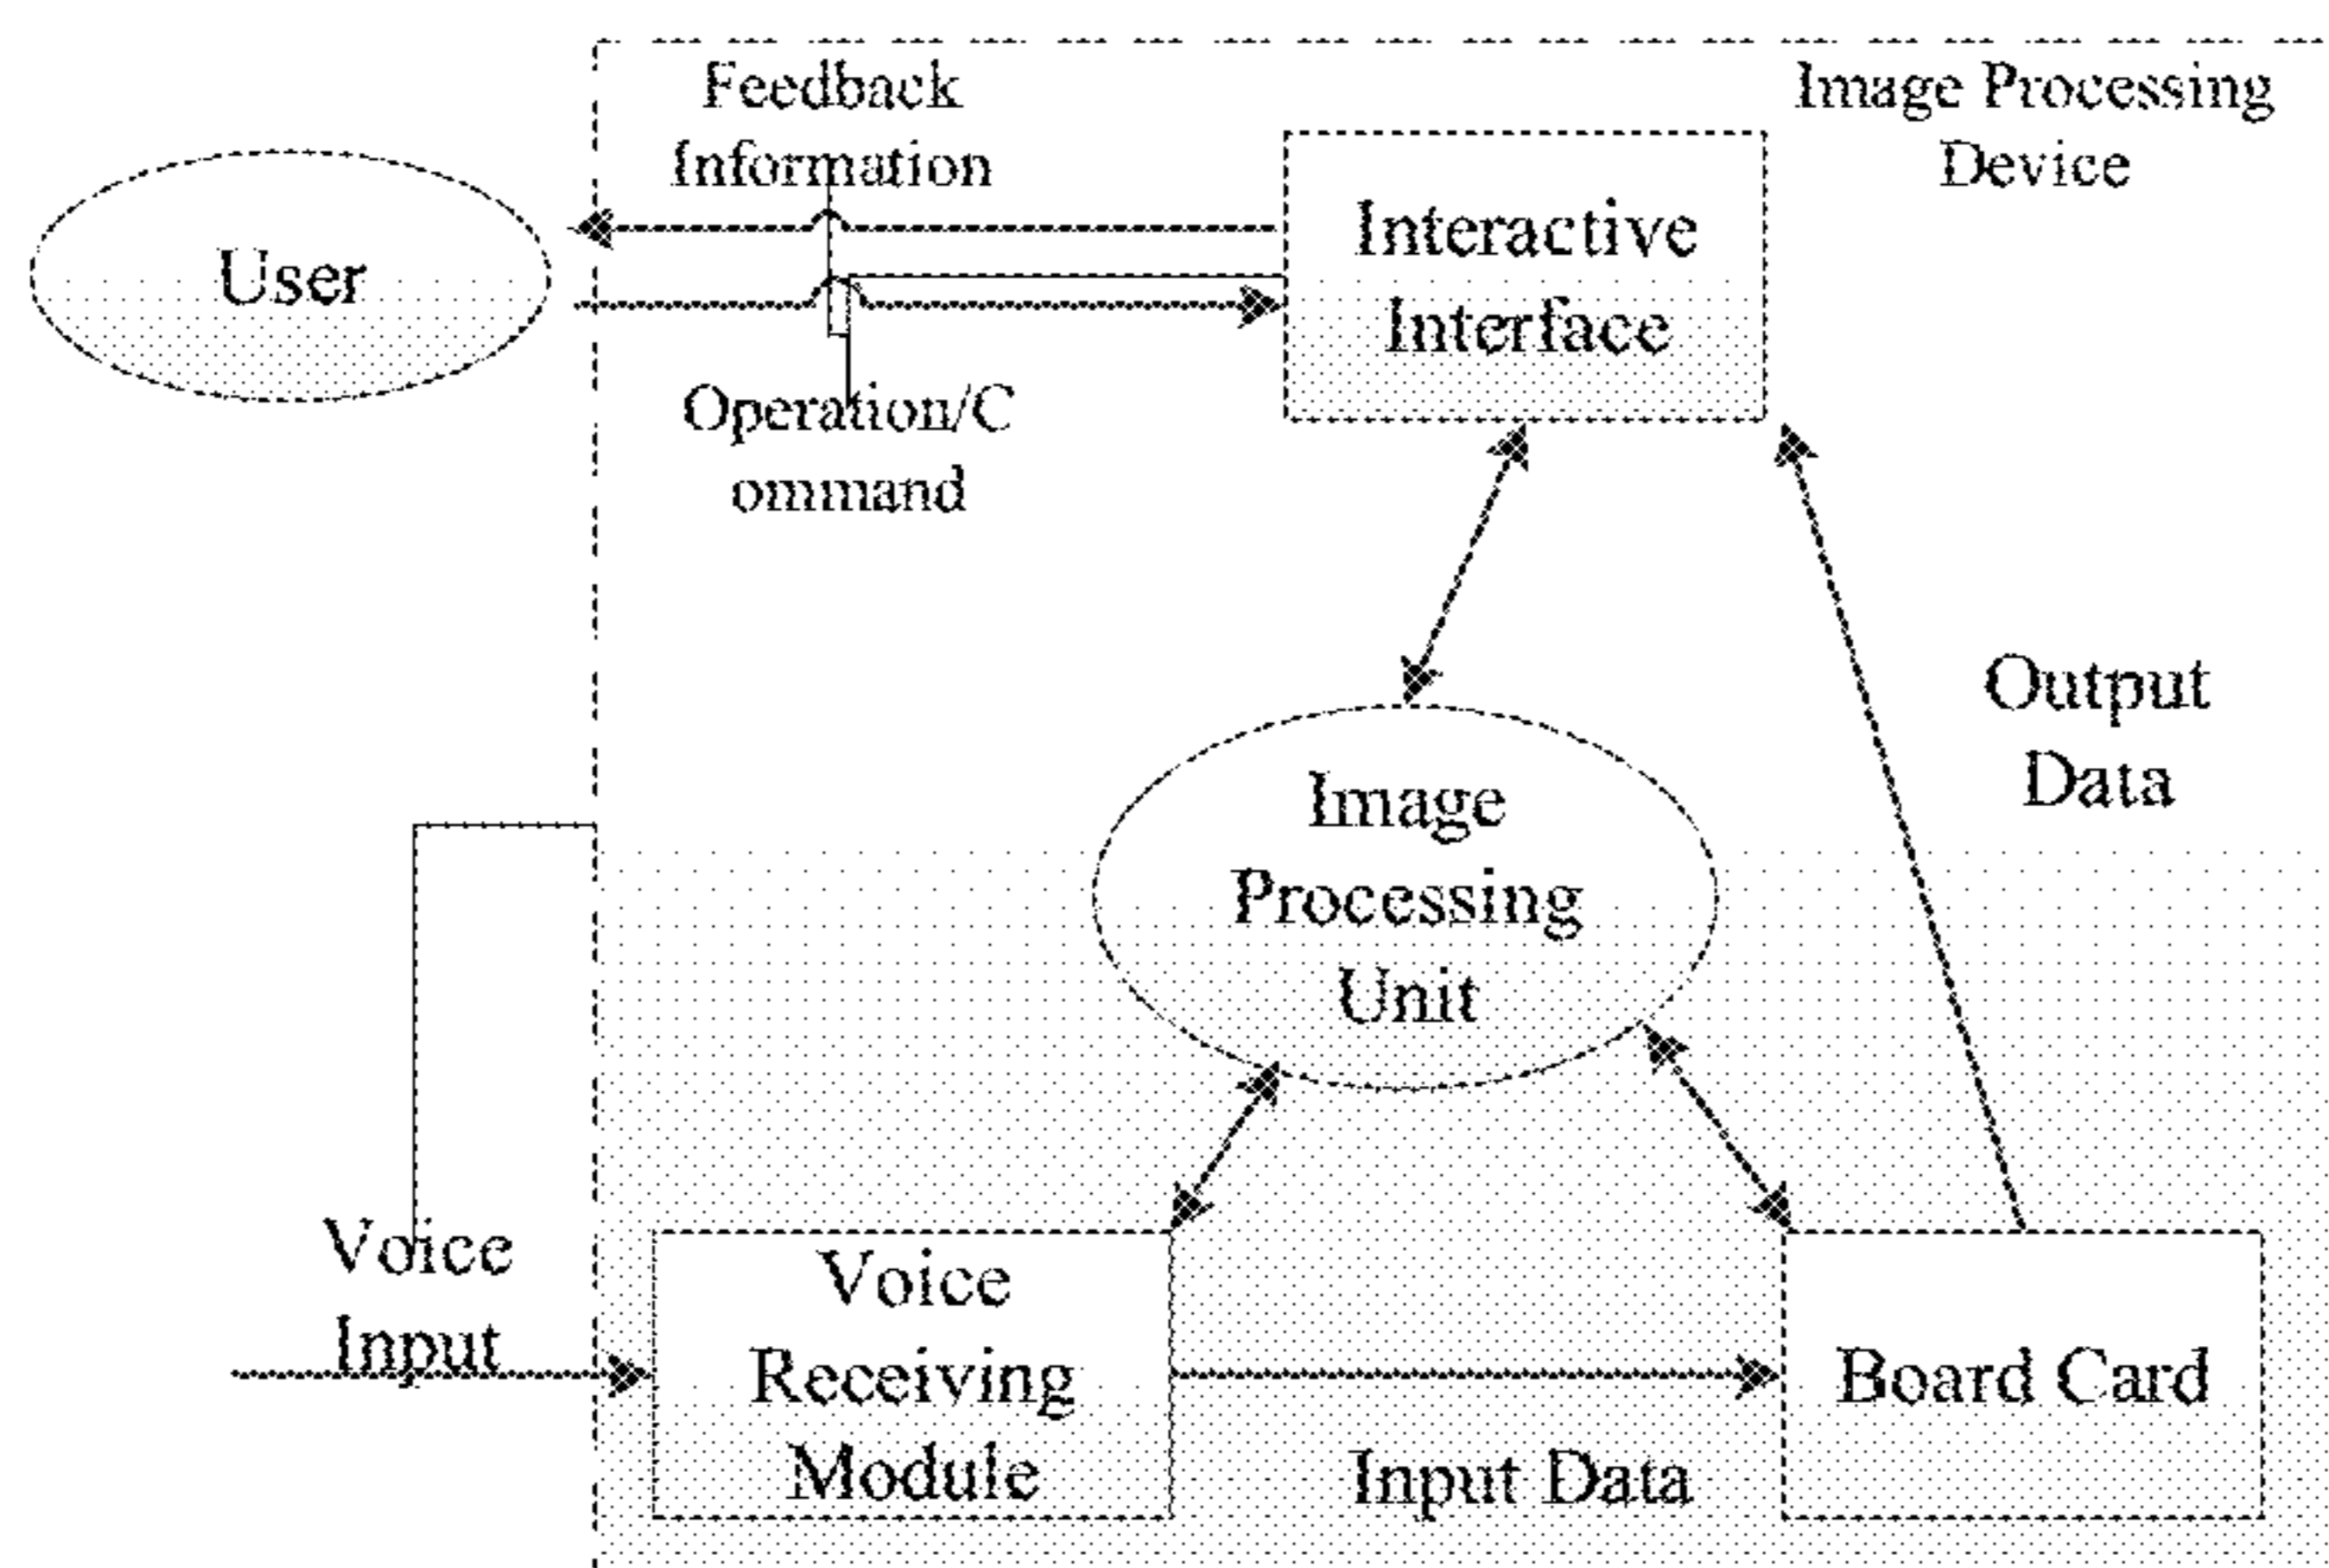 Feedback
Information
Image Processing
Device
User
Interactive
Interface
Operation/C
ommand
Output
Data
Image
Processing
Unit
Voice
Input
Voice
Receiving
Module
Input Data
Board Card